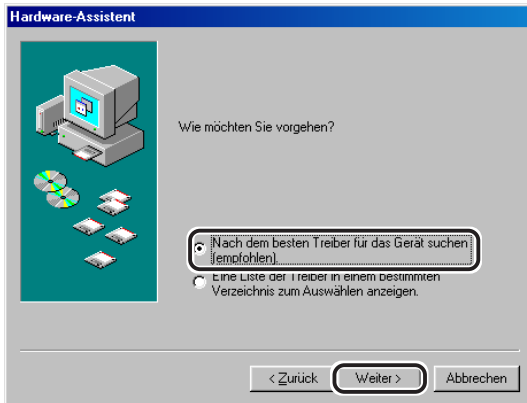 Hardware-Assistent
Wie möchten Sie vorgehen?
Nach dem besten Treiber für das Gerät suchen
(empfohlen).
Eine Liste der Treiber in einem bestimmten
Verzeichnis zum Auswählen anzeigen.
< Zurück
Weiter >
Abbrechen